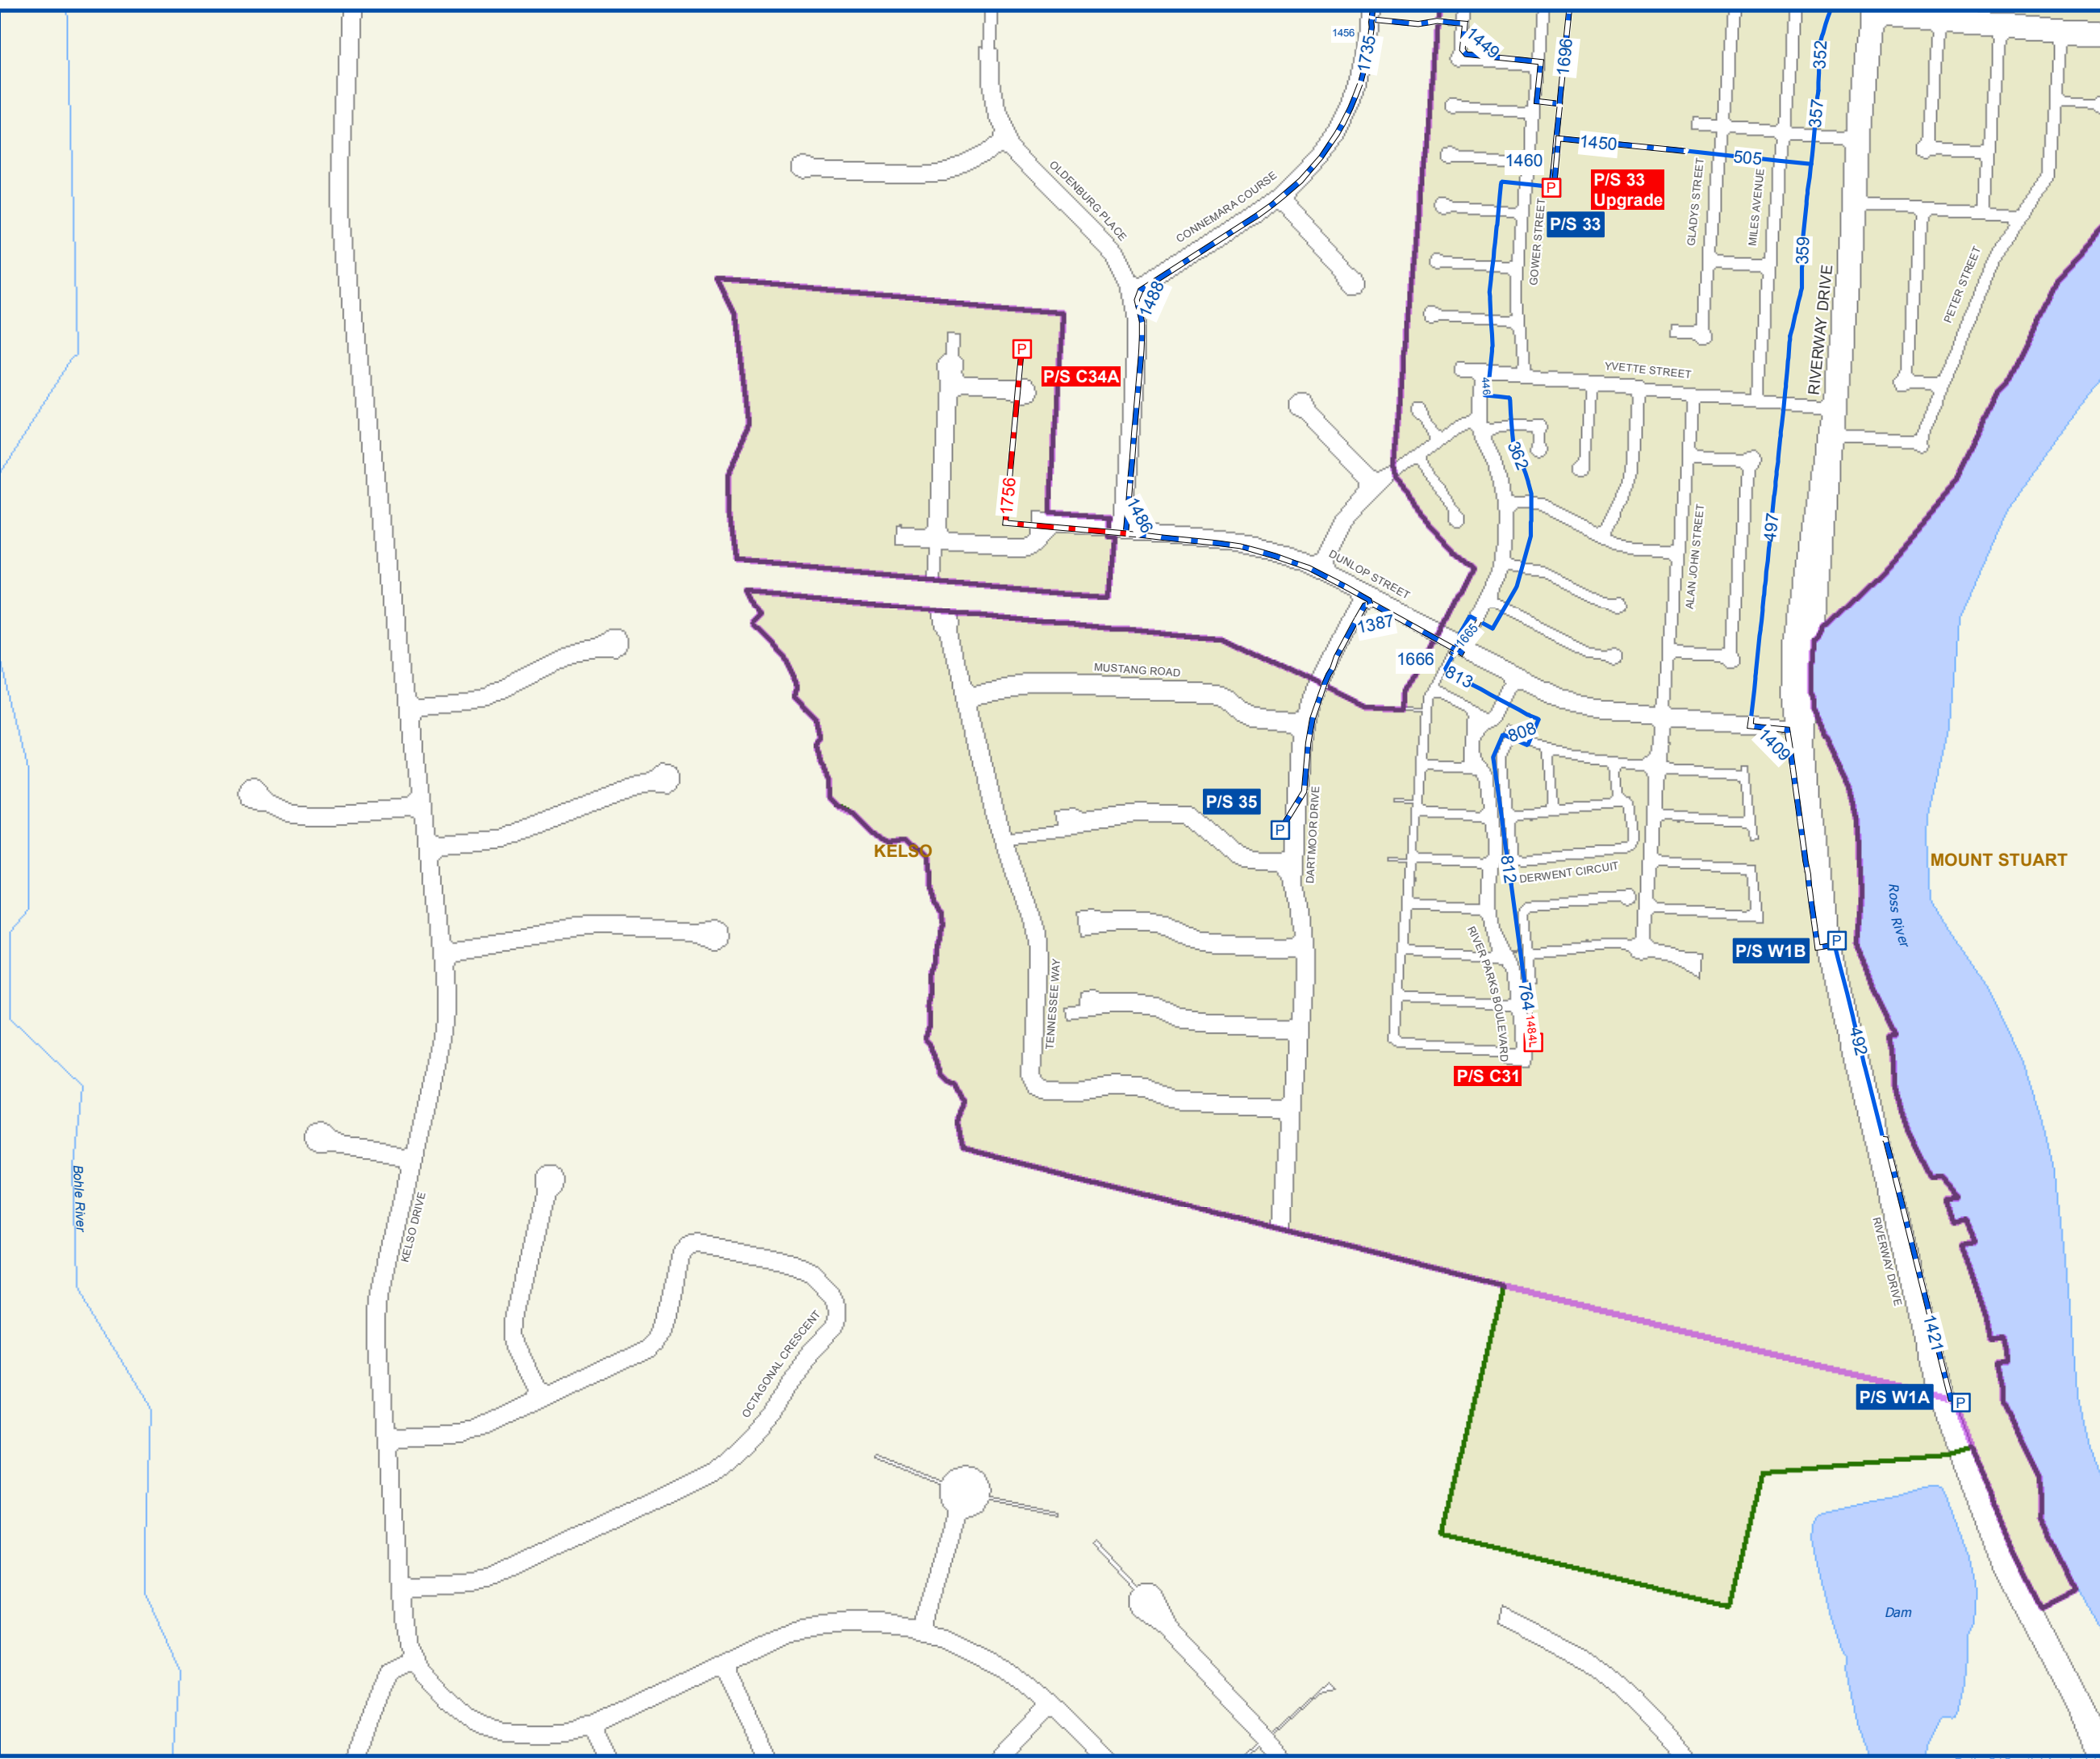 1456
1735
1449
1696
352
357
1450
505
1460
P/S 33
Upgrade
P/S 33
GOWER STREET
GLADYS STREET
MILES AVENUE
359
RIVERWAY DRIVE
PETER STREET
OLDENBURG PLACE
CONNEMARA COURSE
1488
P/S C34A
YVETTE STREET
446
362
1756
1486
497
ALAN JOHN STREET
DUNLOP STREET
1387
1665
1666
813
MUSTANG ROAD
808
1409
P/S 35
DARTMOOR DRIVE
KELSO
812
DERWENT CIRCUIT
MOUNT STUART
Ross River
P/S W1B
RIVER PARKS BOULEVARD
TENNESSEE WAY
764
1484L
492
P/S C31
Bohle River
KELSO DRIVE
RIVERWAY DRIVE
OCTAGONAL CRESCENT
1421
P/S W1A
Dam
P
P
P
P
P